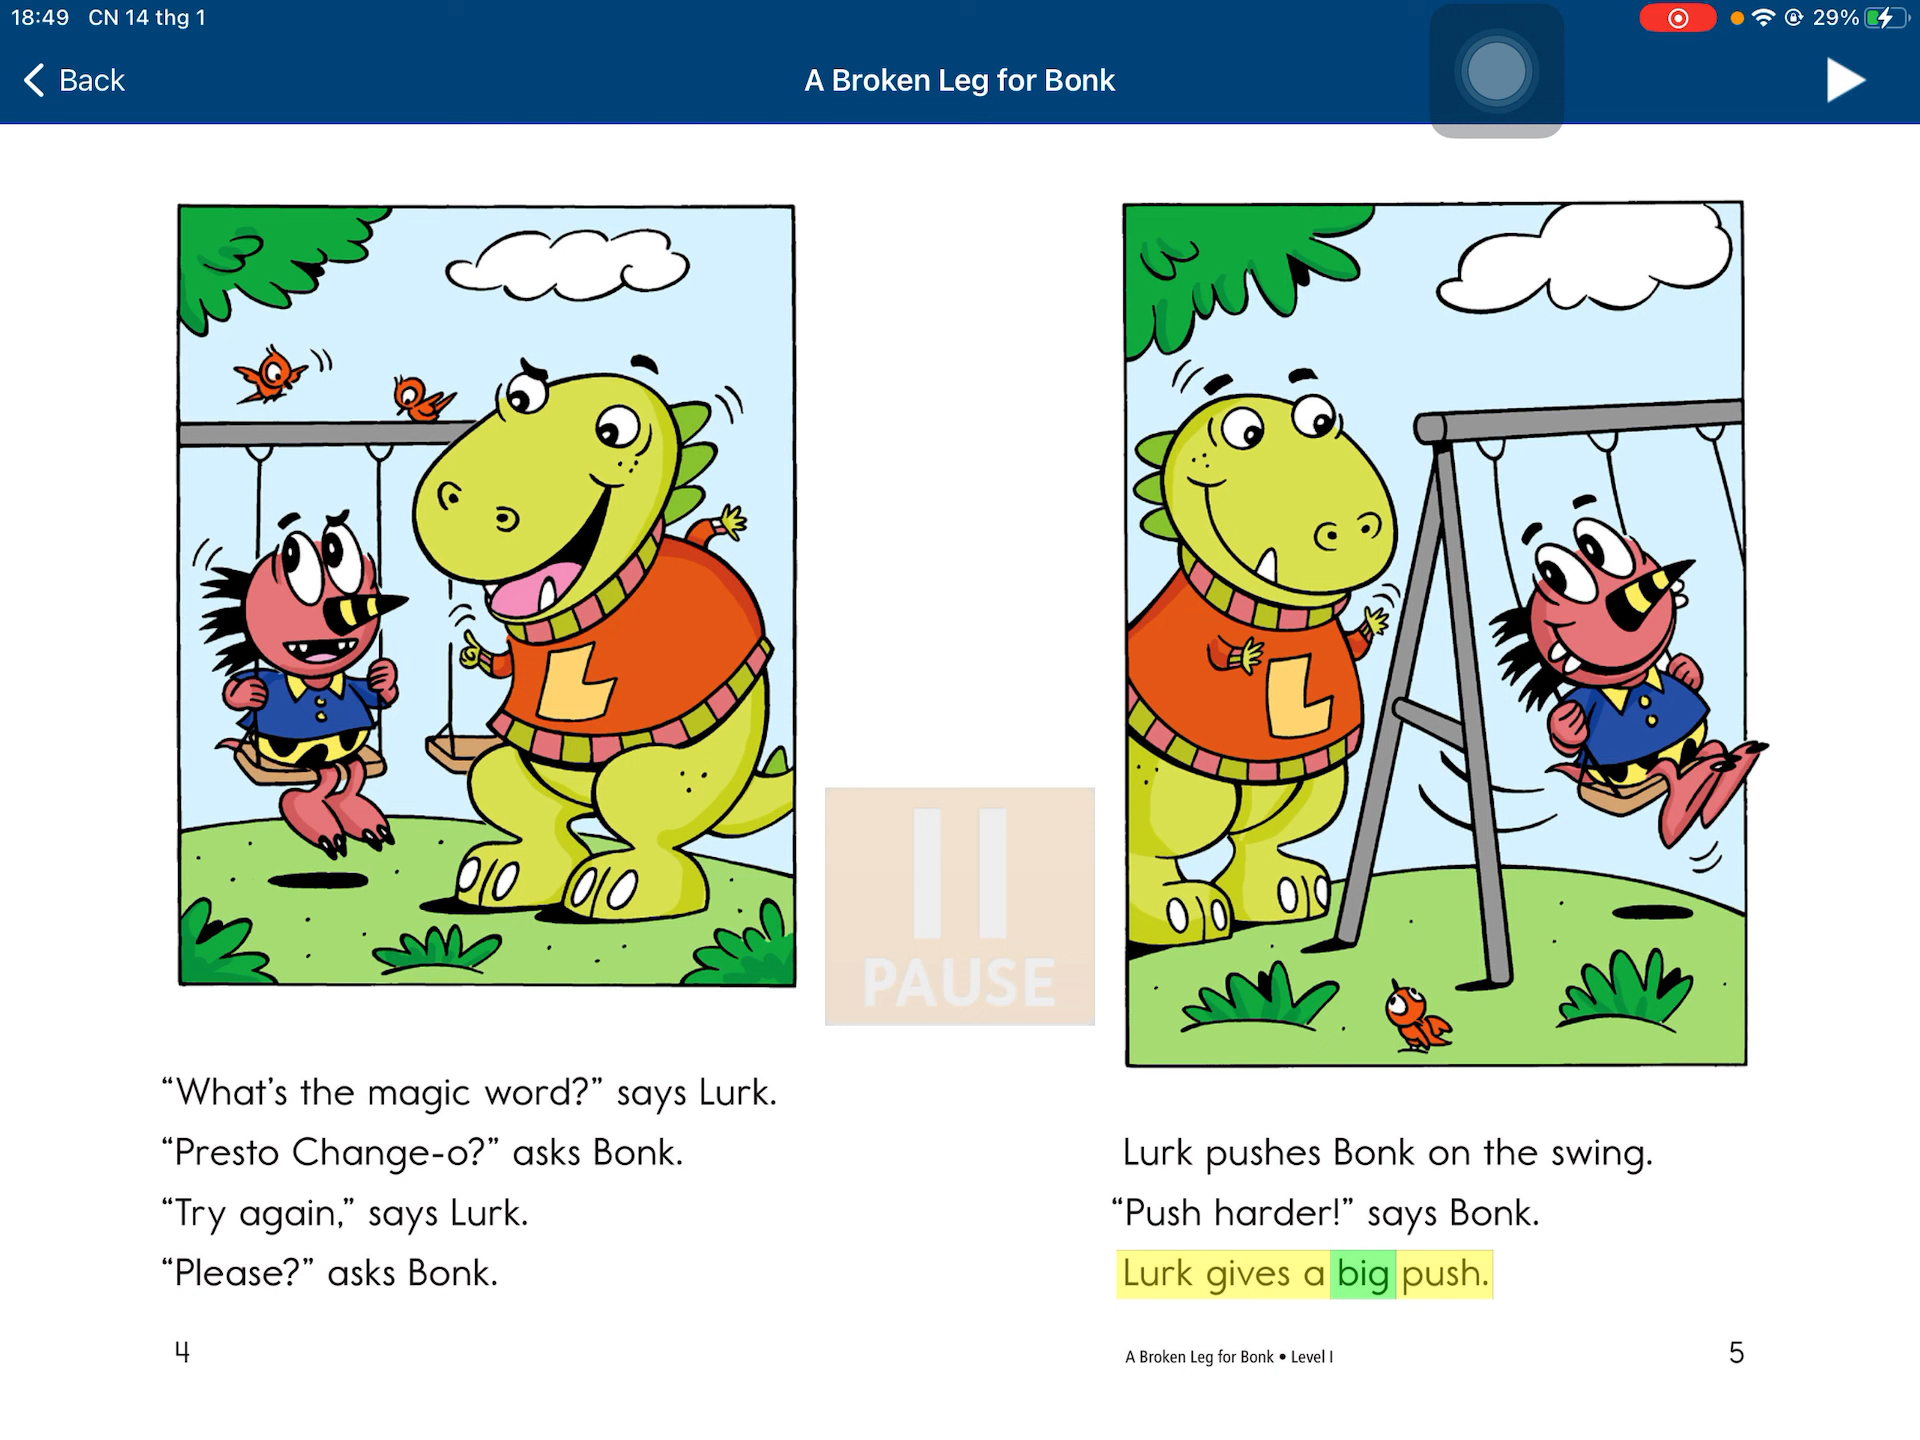 18:49 CN 14 thg 1
29%
Back
A Broken Leg for Bonk
L
L
PAUSE
“What’s the magic word?” says Lurk.
“Presto Change-o?” asks Bonk.
“Try again,” says Lurk.
“Please?” asks Bonk.
4
Lurk pushes Bonk on the swing.
“Push harder!” says Bonk.
Lurk gives a big push.
A Broken Leg for Bonk • Level I
5